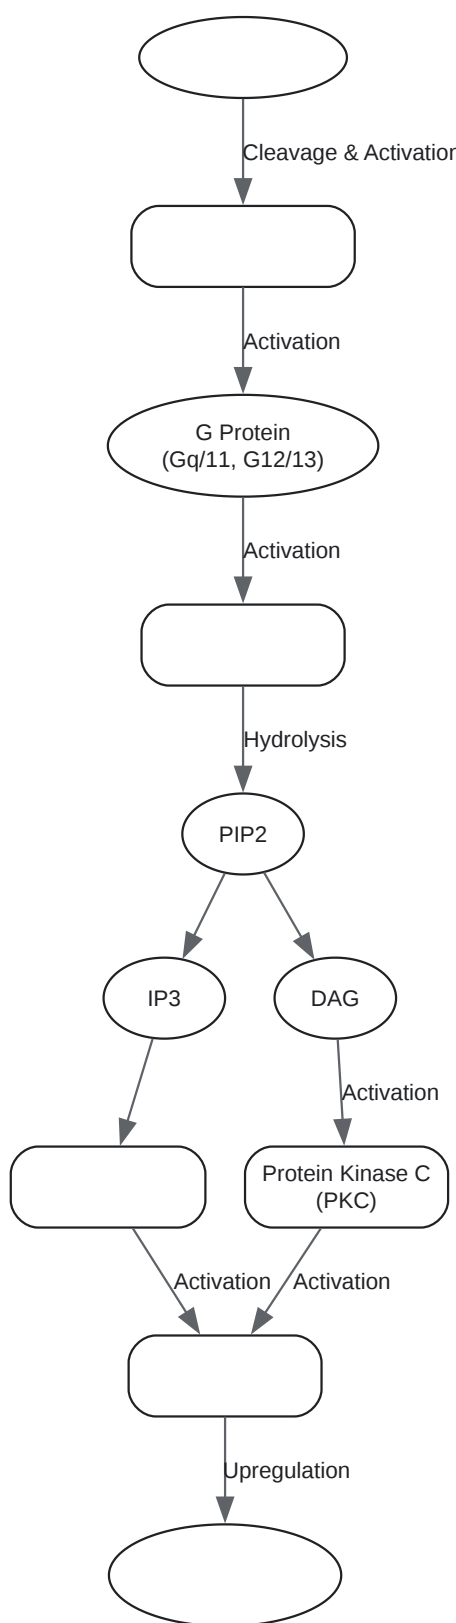 Cleavage & Activation
Activation
G Protein
(Gq/11, G12/13)
Activation
Hydrolysis
PIP2
IP3
DAG
Activation
Protein Kinase C
(PKC)
Activation
Activation
Upregulation